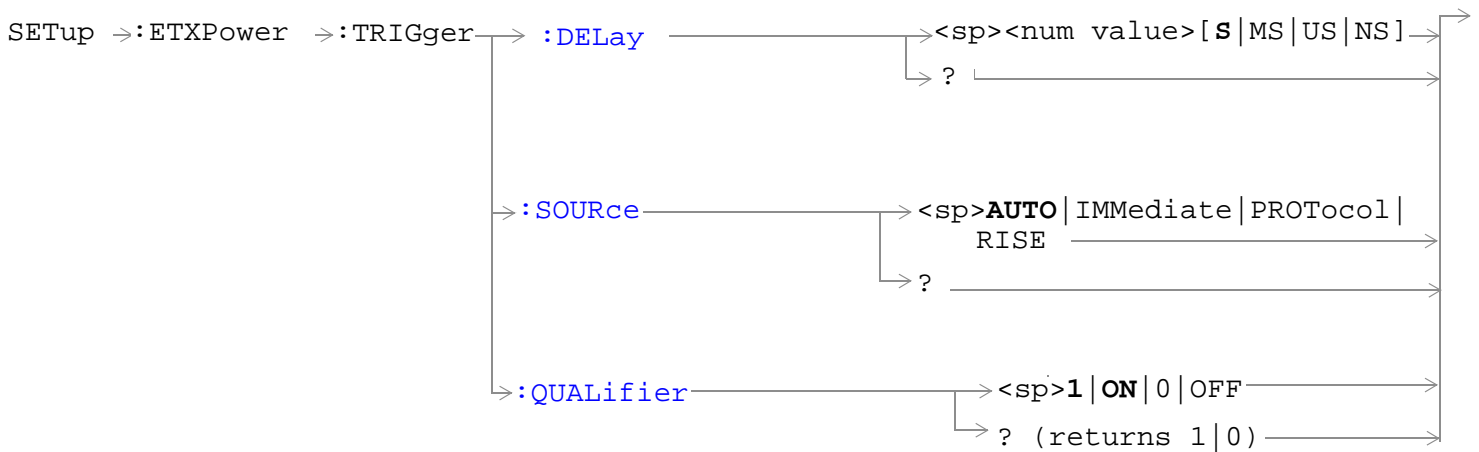 SETup :ETXPower :TRIGger :DELay <sp><num value>[S|MS|US|NS]
?
:SOURce <sp>AUTO|IMMediate|PROTocol|
RISE
?
:QUALifier <sp>1|ON|0|OFF
? (returns 1|0)